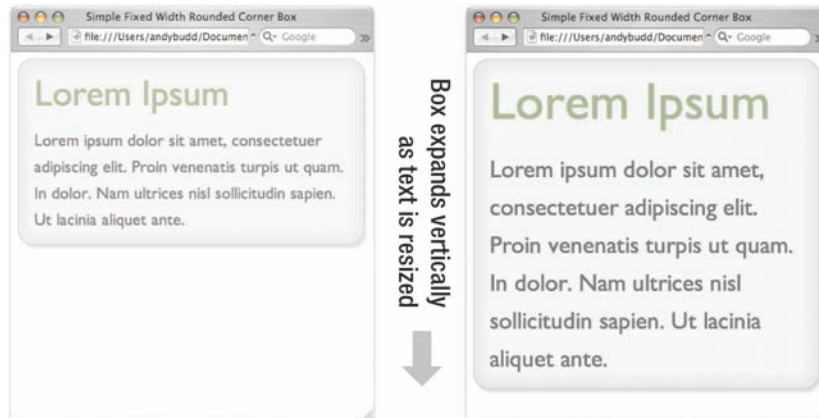 Simple Fixed Width Rounded Corner Box
file:///Users/andybudd/Documen
Google
Lorem Ipsum
Lorem ipsum dolor sit amet, consectetuer
adipiscing elit. Proin venenatis turpis ut quam.
In dolor. Nam ultrices nisl sollicitudin sapien.
Ut lacinia aliquet ante.
Box expands vertically
as text is resized
Simple Fixed Width Rounded Corner Box
file:///Users/andybudd/Documen
Google
Lorem Ipsum
Lorem ipsum dolor sit amet,
consectetuer adipiscing elit.
Proin venenatis turpis ut quam.
In dolor. Nam ultrices nisl
sollicitudin sapien. Ut lacinia
aliquet ante.